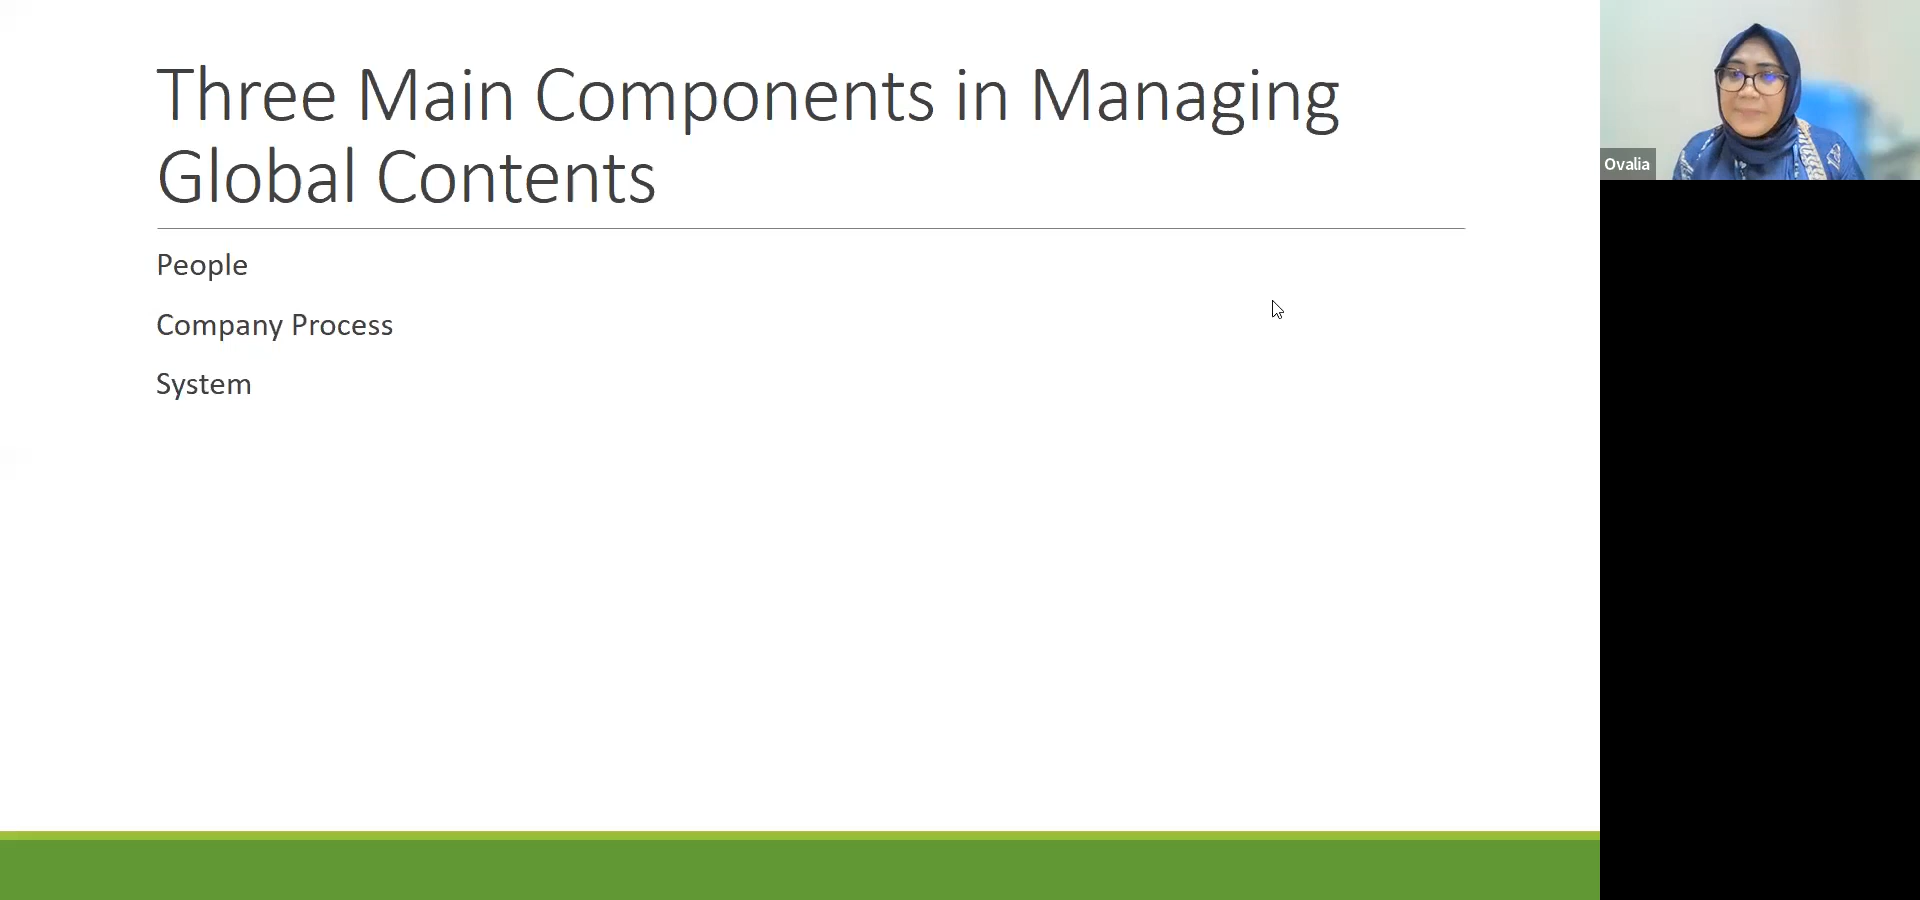 Three Main Components in Managing
Global Contents
People
Company Process
System
Ovalia